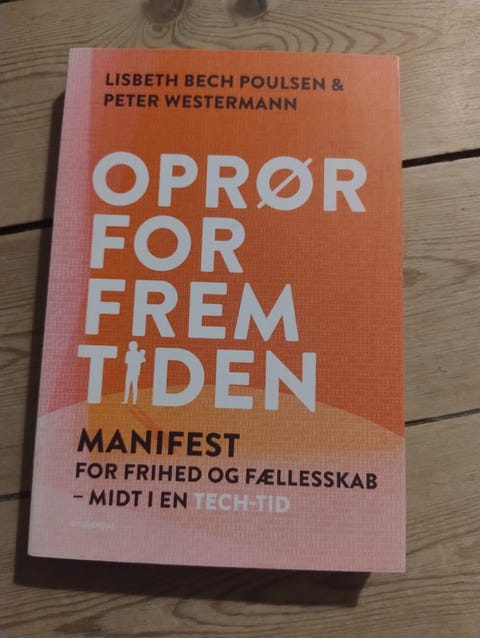 LISBETH BECH POULSEN &
PETER WESTERMANN
OPRØR
FOR
FREM
TIDEN
MANIFEST
FOR FRIHED OG FÆLLESSKAB
– MIDT I EN TECH-TID
GYLDENDAL